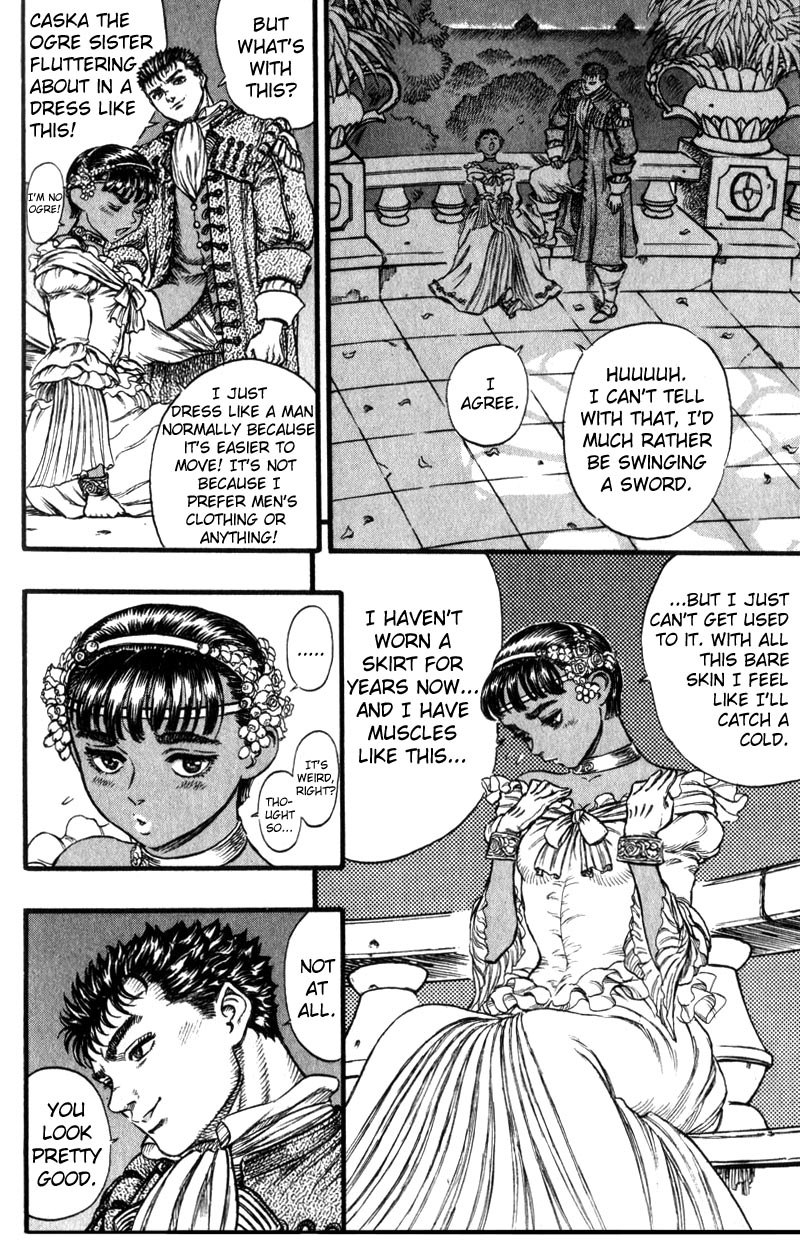 HUUUUH.
I CAN'T TELL
WITH THAT, I'D
MUCH RATHER
BE SWINGING
A SWORD.
I
AGREE.
BUT
WHAT'S
WITH
THIS?
CASKA THE
OGRE SISTER
FLUTTERING
ABOUT IN A
DRESS LIKE
THIS!
I'M NO
OGRE!
I JUST
DRESS LIKE A MAN
NORMALLY BECAUSE
IT'S EASIER TO
MOVE! IT'S NOT
BECAUSE I
PREFER MEN'S
CLOTHING OR
ANYTHING!
...BUT I JUST
CAN'T GET USED
TO IT. WITH ALL
THIS BARE
SKIN I FEEL
LIKE I'LL
CATCH A
COLD.
I HAVEN'T
WORN A
SKIRT FOR
YEARS NOW...
AND I HAVE
MUSCLES
LIKE THIS...
.....
IT'S
WEIRD,
RIGHT?
THO-
UGHT
SO...
NOT
AT
ALL.
YOU
LOOK
PRETTY
GOOD.